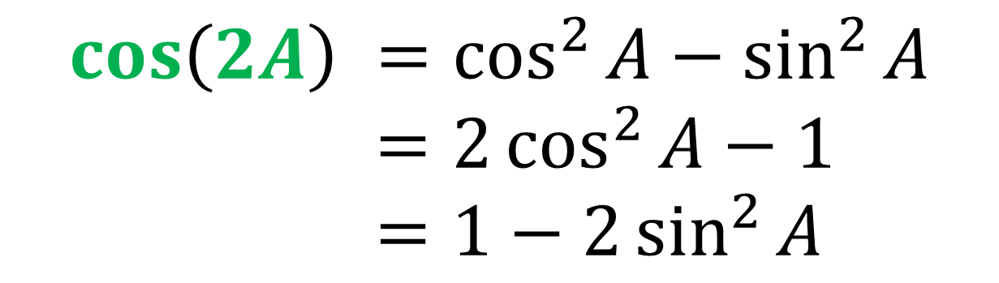 cos(2A) = cos² A − sin² A
= 2 cos² A − 1
= 1 − 2 sin² A